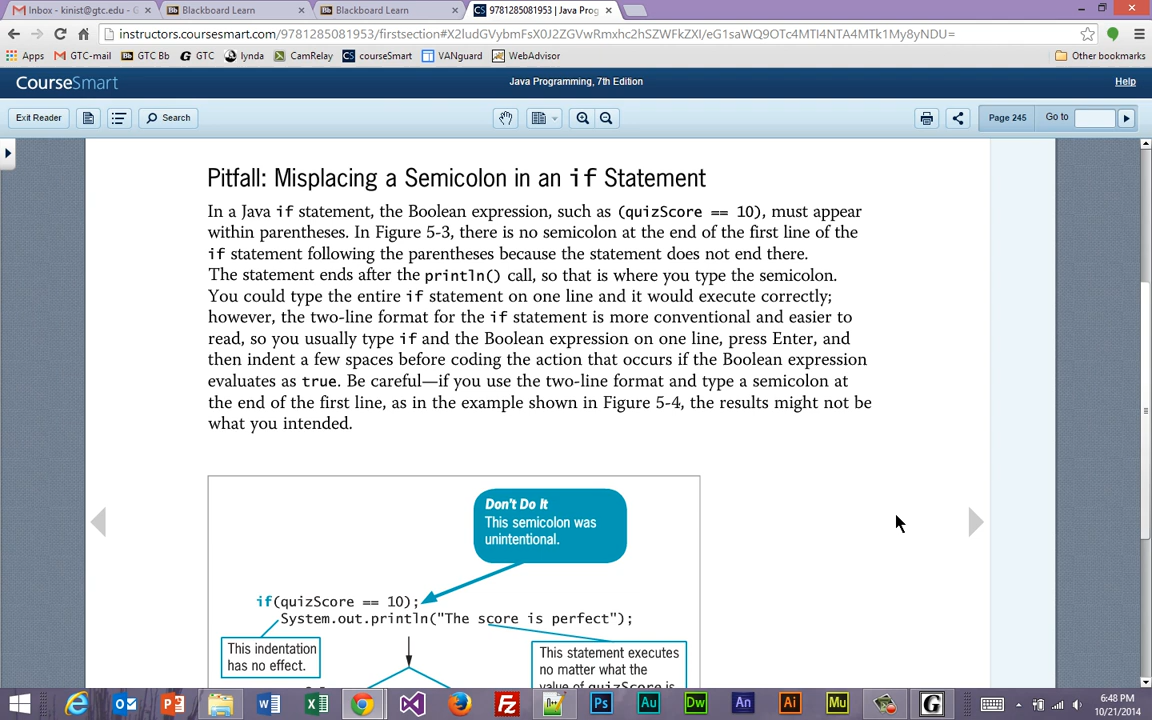 Inbox - kinist@gtc.edu -
Blackboard Learn
Blackboard Learn
9781285081953 | Java Prog
instructors.coursesmart.com/9781285081953/firstsection#X2ludGVybmFsX0J2ZGVwRmxhc2hSZWFkZXI/eG1saWQ9OTc4MTI4NTA4MTk1My8yNDU=
Apps
GTC-mail
GTC Bb
GTC
lynda
CamRelay
courseSmart
VANguard
WebAdvisor
Other bookmarks
CourseSmart
Java Programming, 7th Edition
Help
Exit Reader
Search
Page 245
Go to
Pitfall: Misplacing a Semicolon in an if Statement
In a Java if statement, the Boolean expression, such as (quizScore == 10), must appear
within parentheses. In Figure 5-3, there is no semicolon at the end of the first line of the
if statement following the parentheses because the statement does not end there.
The statement ends after the println() call, so that is where you type the semicolon.
You could type the entire if statement on one line and it would execute correctly;
however, the two-line format for the if statement is more conventional and easier to
read, so you usually type if and the Boolean expression on one line, press Enter, and
then indent a few spaces before coding the action that occurs if the Boolean expression
evaluates as true. Be careful—if you use the two-line format and type a semicolon at
the end of the first line, as in the example shown in Figure 5-4, the results might not be
what you intended.
Don't Do It
This semicolon was
unintentional.
if(quizScore == 10);
System.out.println("The score is perfect");
This indentation
has no effect.
This statement executes
no matter what the
value of quizScore is
6:48 PM
10/21/2014